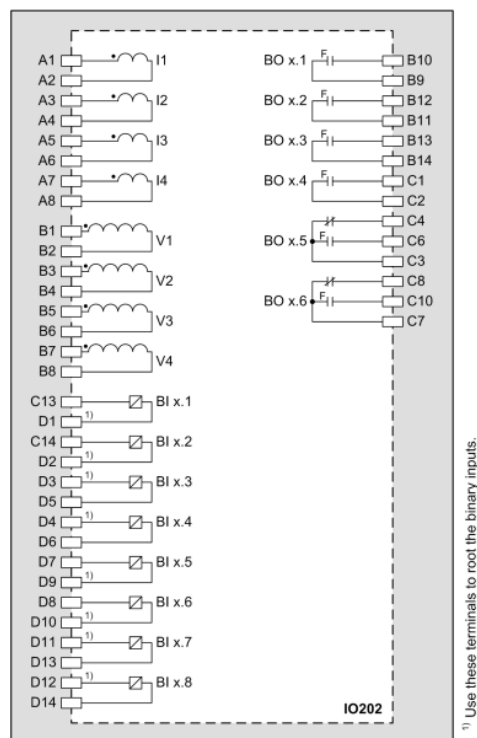 A1 I1 BO x.1 F B10
A2 B9
A3 I2 BO x.2 F B12
A4 B11
A5 I3 BO x.3 F B13
A6 B14
A7 I4 BO x.4 F C1
A8 C2
C4
B1 V1 BO x.5 F C6
B2 C3
B3 V2 C8
B4 BO x.6 F C10
B5 V3 C7
B6
B7 V4
B8
C13 BI x.1
D1 1)
C14 BI x.2
D2 1)
D3 1) BI x.3
D5
D4 1) BI x.4
D6
D7 BI x.5
D9 1)
D8 BI x.6
D10 1)
D11 1) BI x.7
D13
D12 1) BI x.8
D14
IO202
1) Use these terminals to root the binary inputs.